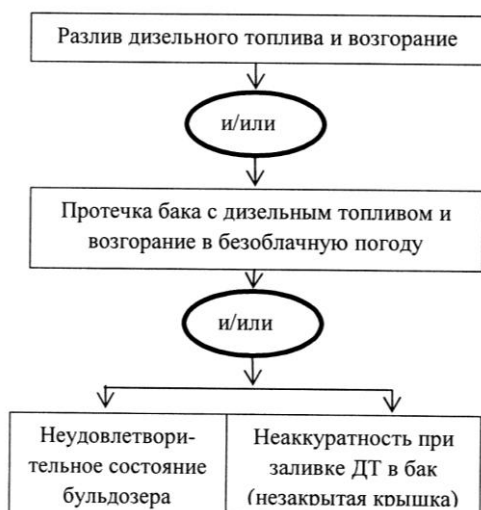 Разлив дизельного топлива и возгорание
и/или
Протечка бака с дизельным топливом и
возгорание в безоблачную погоду
и/или
Неудовлетвори-
тельное состояние
бульдозера
Неаккуратность при
заливке ДТ в бак
(незакрытая крышка)